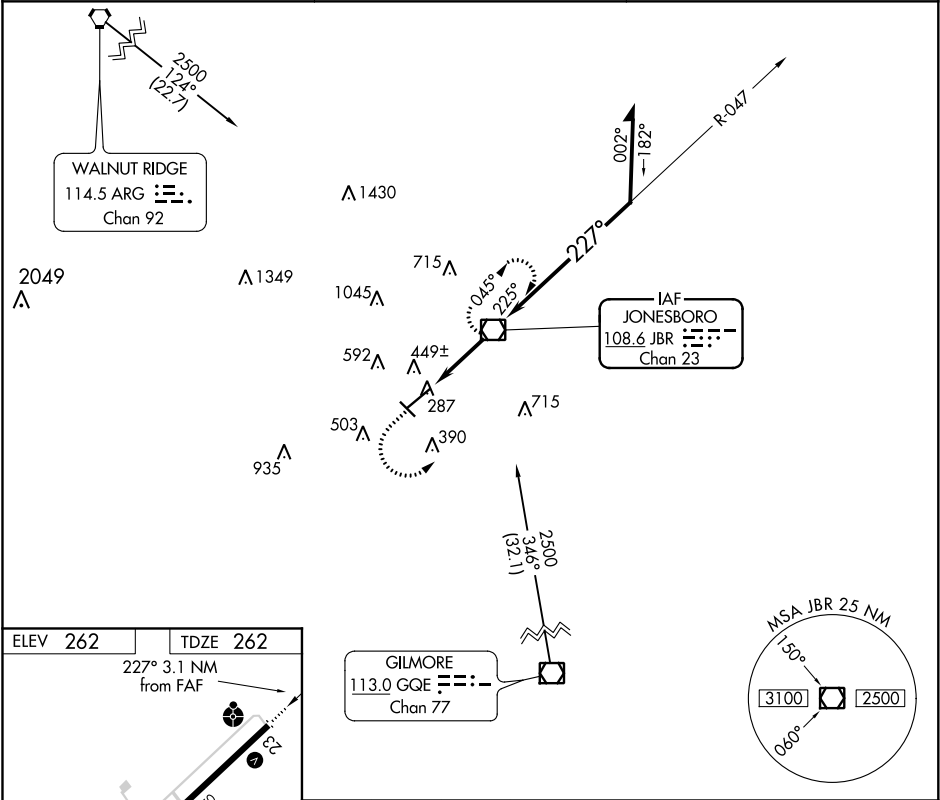 2500
124°
(22.7)
WALNUT RIDGE
114.5 ARG
Chan 92
R-047
002°
182°
227°
1430
2049
1349
715
1045
045°
225°
IAF
JONESBORO
108.6 JBR
Chan 23
592
449±
287
715
503
390
935
2500
346°
(32.1)
GILMORE
113.0 GQE
Chan 77
MSA JBR 25 NM
150°
3100
2500
060°
ELEV 262
TDZE 262
227° 3.1 NM
from FAF
23
V